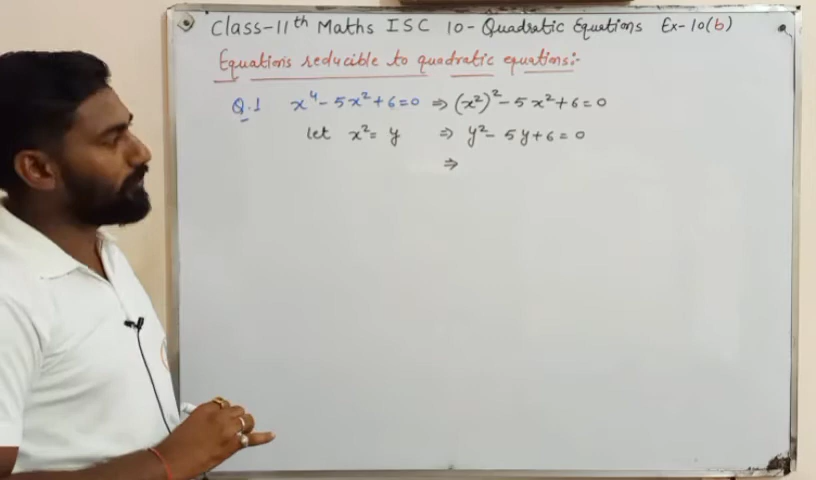 Class-11th Maths ISC 10-Quadratic Equations Ex-10(b)
Equations reducible to quadratic equations:-
Q.1 x⁴ - 5x² + 6 = 0 ⇒ (x²)² - 5x² + 6 = 0
let x² = y ⇒ y² - 5y + 6 = 0
⇒